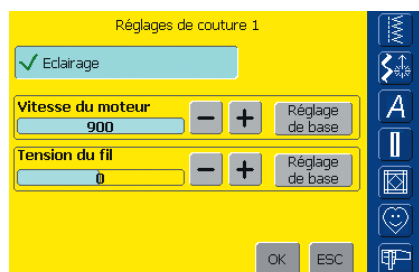 Réglages de couture 1
Eclairage
Vitesse du moteur
900
Réglage
de base
Tension du fil
0
Réglage
de base
OK ESC
A